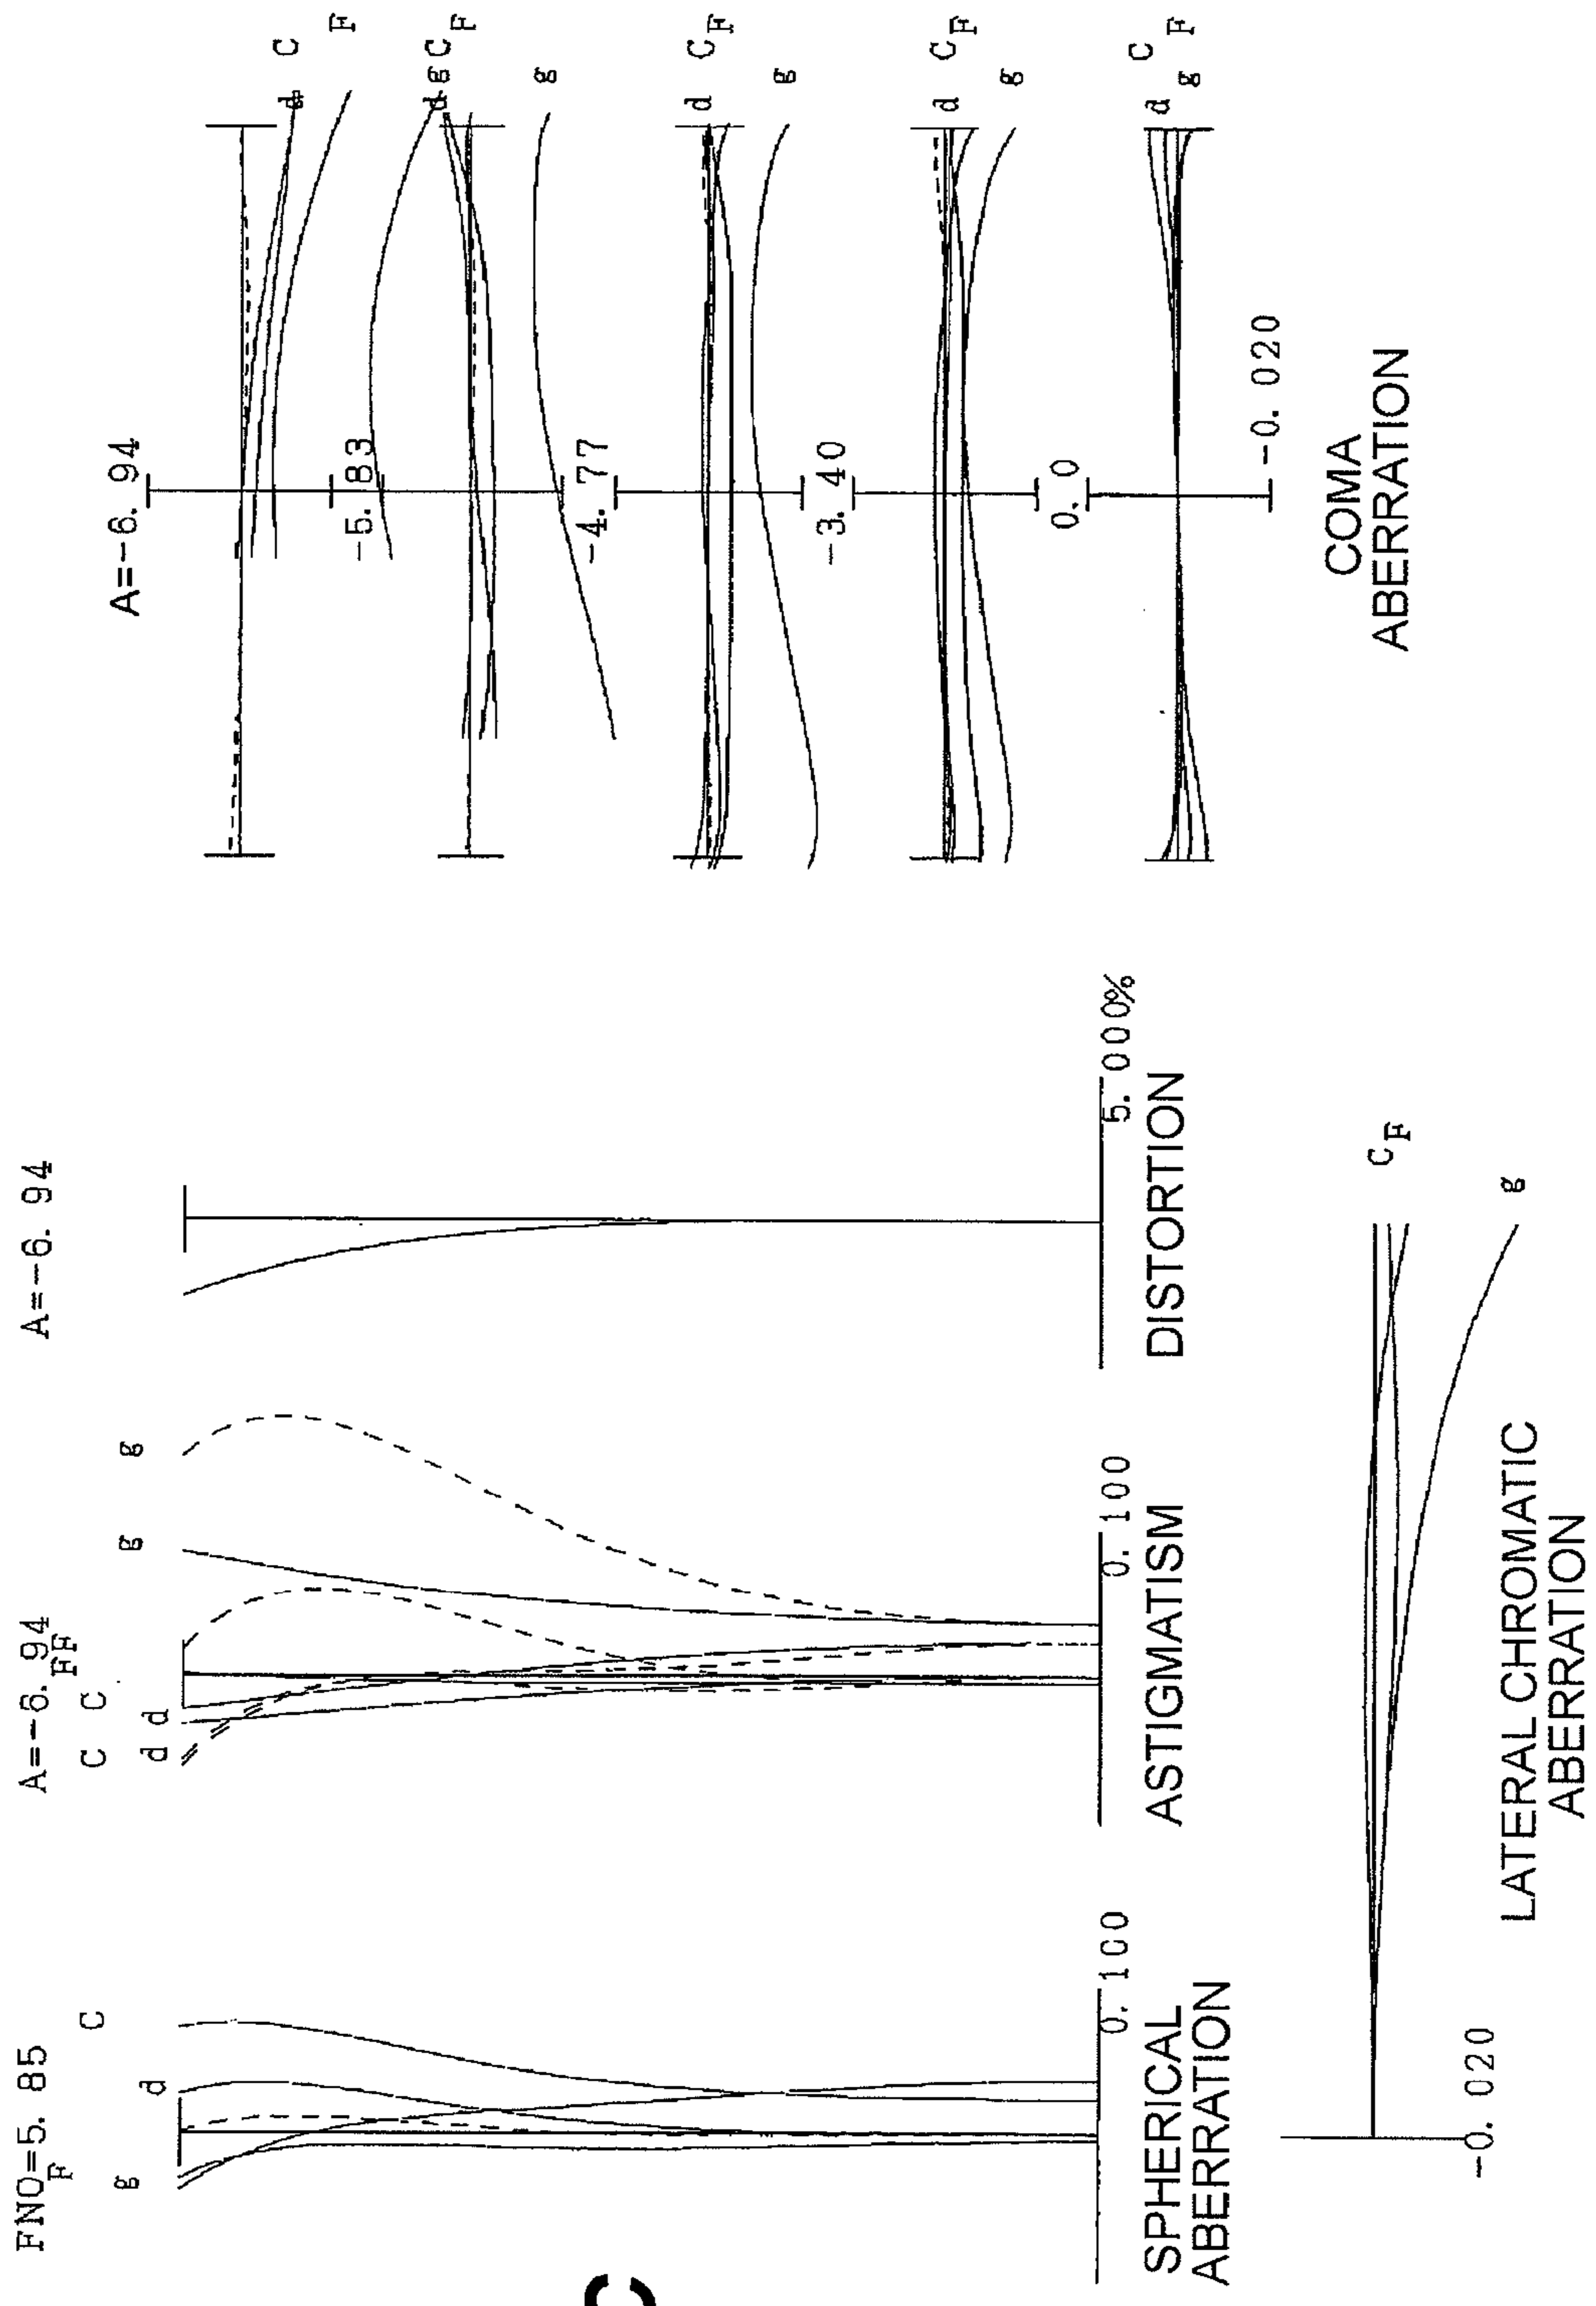 FNO=5. 85
F
g
d
C
0. 100
SPHERICAL
ABERRATION
A=-6. 94
F F
C C
d d
g
g
0. 100
ASTIGMATISM
A=-6. 94
5. 000%
DISTORTION
A=-6. 94
d
C
F
g
-5. 83
d
C
F
g
-4. 77
d
C
F
g
-3. 40
d
C
F
g
0. 0
d
C
F
g
-0. 020
COMA
ABERRATION
C
F
g
-0. 020
LATERAL CHROMATIC
ABERRATION
C